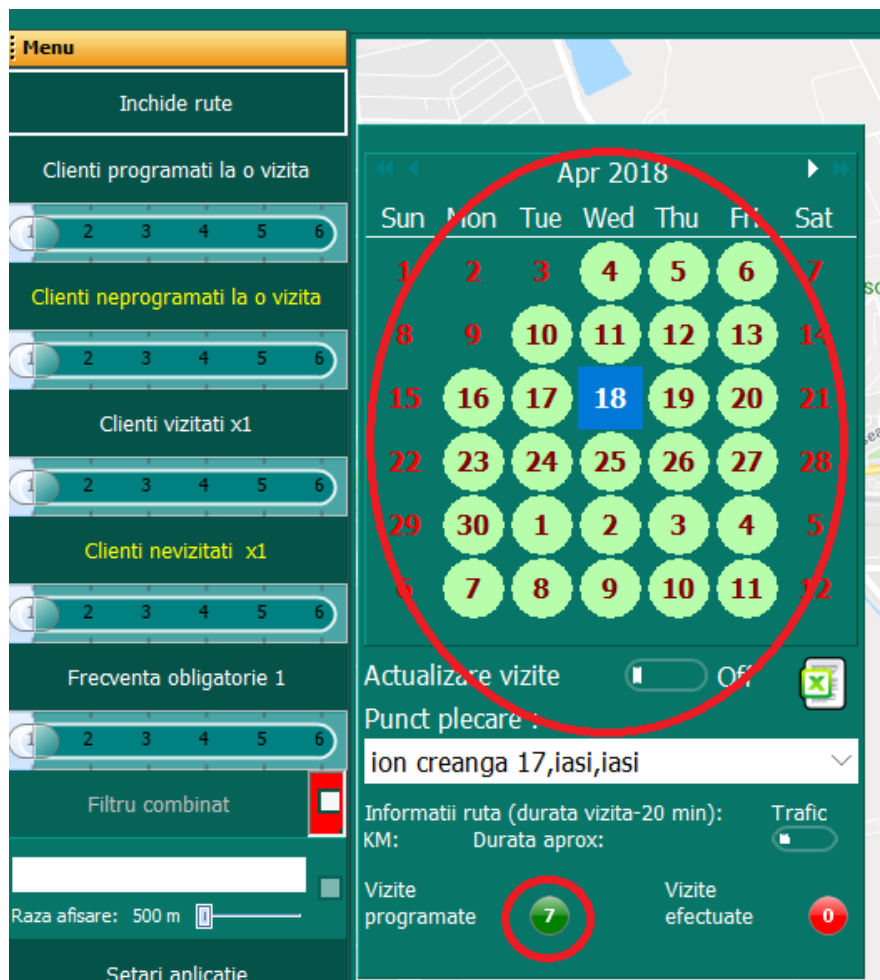 Menu
Inchide rute
Clienti programati la o vizita
1 2 3 4 5 6
Clienti neprogramati la o vizita
1 2 3 4 5 6
Clienti vizitati x1
1 2 3 4 5 6
Clienti nevizitati x1
1 2 3 4 5 6
Frecventa obligatorie 1
1 2 3 4 5 6
Filtru combinat
Raza afisare: 500 m
Setari aplicatie
Apr 2018
Sun Mon Tue Wed Thu Fri Sat
1 2 3 4 5 6 7
8 9 10 11 12 13 14
15 16 17 18 19 20 21
22 23 24 25 26 27 28
29 30 1 2 3 4 5
6 7 8 9 10 11 12
Actualizare vizite Off
Punct plecare :
ion creanga 17,iasi,iasi
Informatii ruta (durata vizita-20 min): Trafic
KM: Durata aprox:
Vizite programate 7
Vizite efectuate 0